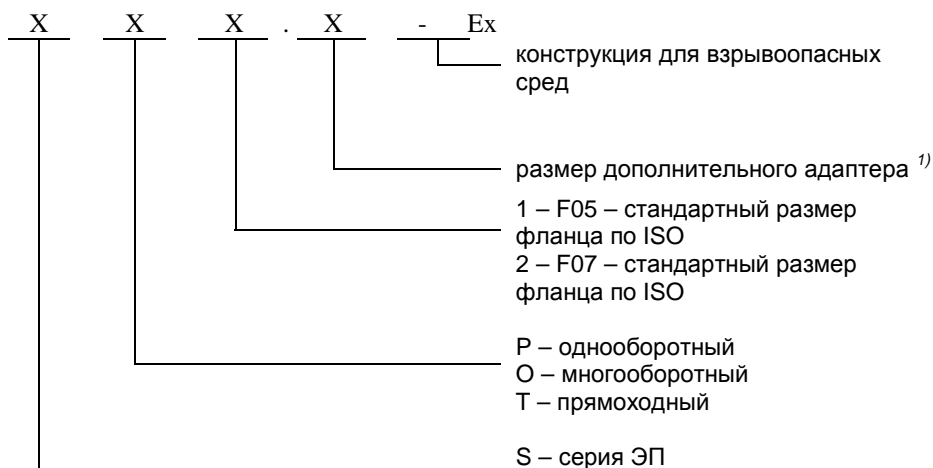 X X X . X - Ex
конструкция для взрывоопасных
сред
размер дополнительного адаптера 1)
1 – F05 – стандартный размер
фланца по ISO
2 – F07 – стандартный размер
фланца по ISO
P – однооборотный
O – многооборотный
T – прямоходный
S – серия ЭП